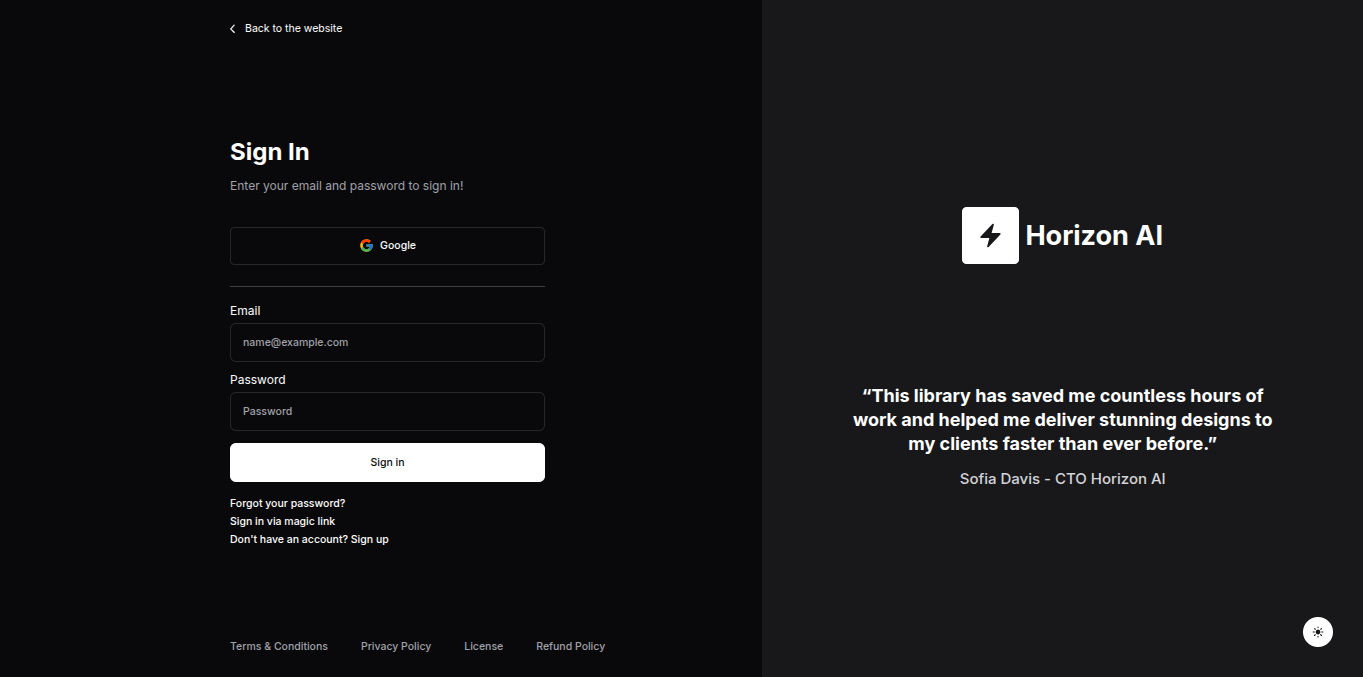 Back to the website
Sign In
Enter your email and password to sign in!
Google
Email
name@example.com
Password
Password
Sign in
Forgot your password?
Sign in via magic link
Don't have an account? Sign up
Terms & Conditions
Privacy Policy
License
Refund Policy
Horizon AI
“This library has saved me countless hours of
work and helped me deliver stunning designs to
my clients faster than ever before.”
Sofia Davis - CTO Horizon AI